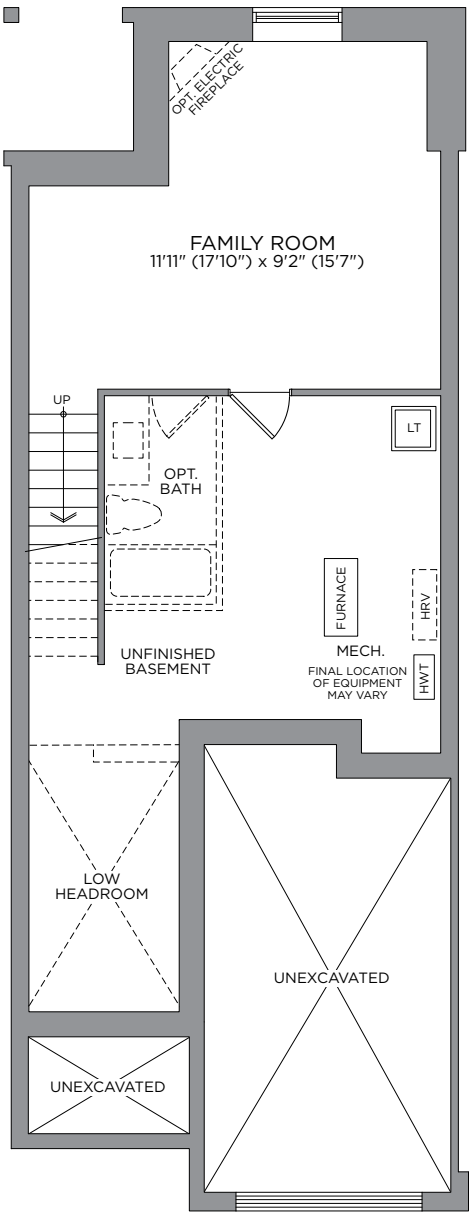 OPT. ELECTRIC
FIREPLACE
FAMILY ROOM
11'11" (17'10") x 9'2" (15'7")
UP
LT
OPT.
BATH
FURNACE
HRV
UNFINISHED
BASEMENT
MECH.
FINAL LOCATION
OF EQUIPMENT
MAY VARY
HWT
LOW
HEADROOM
UNEXCAVATED
UNEXCAVATED